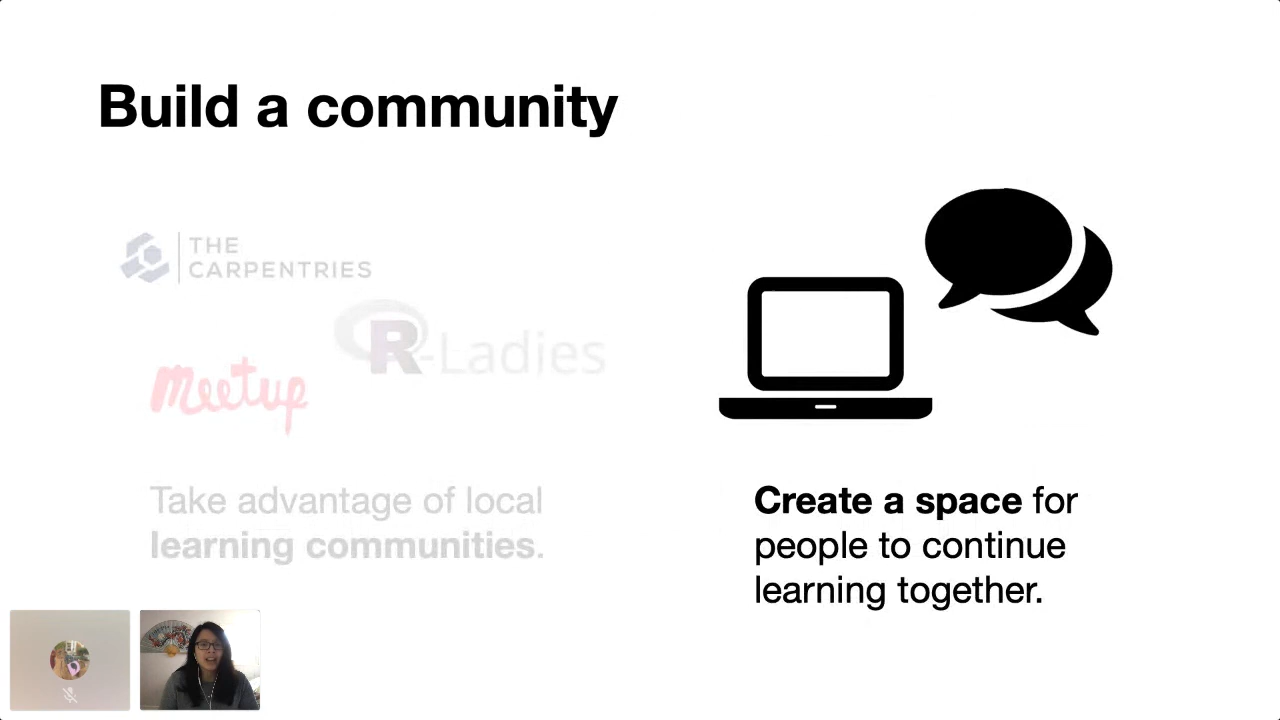 Build a community
THE
CARPENTRIES
R-Ladies
meetup
Take advantage of local
learning communities.
Create a space for
people to continue
learning together.